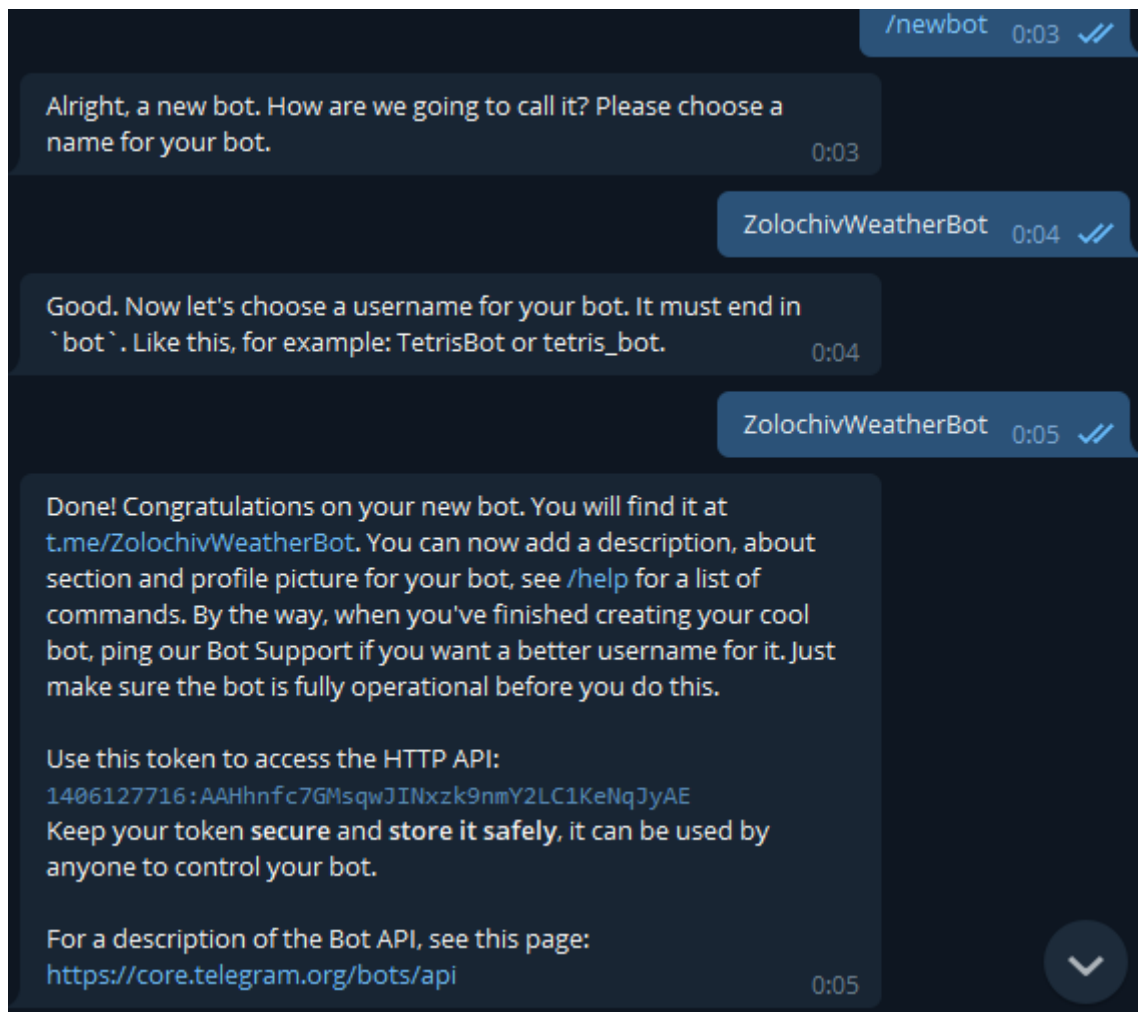 /newbot 0:03
Alright, a new bot. How are we going to call it? Please choose a
name for your bot.
0:03
ZolochivWeatherBot 0:04
Good. Now let's choose a username for your bot. It must end in
`bot`. Like this, for example: TetrisBot or tetris_bot.
0:04
ZolochivWeatherBot 0:05
Done! Congratulations on your new bot. You will find it at
t.me/ZolochivWeatherBot. You can now add a description, about
section and profile picture for your bot, see /help for a list of
commands. By the way, when you've finished creating your cool
bot, ping our Bot Support if you want a better username for it. Just
make sure the bot is fully operational before you do this.
Use this token to access the HTTP API:
1406127716:AAHhnfc7GMsqwJINxzk9nmY2LC1KeNqJyAE
Keep your token secure and store it safely, it can be used by
anyone to control your bot.
For a description of the Bot API, see this page:
https://core.telegram.org/bots/api
0:05